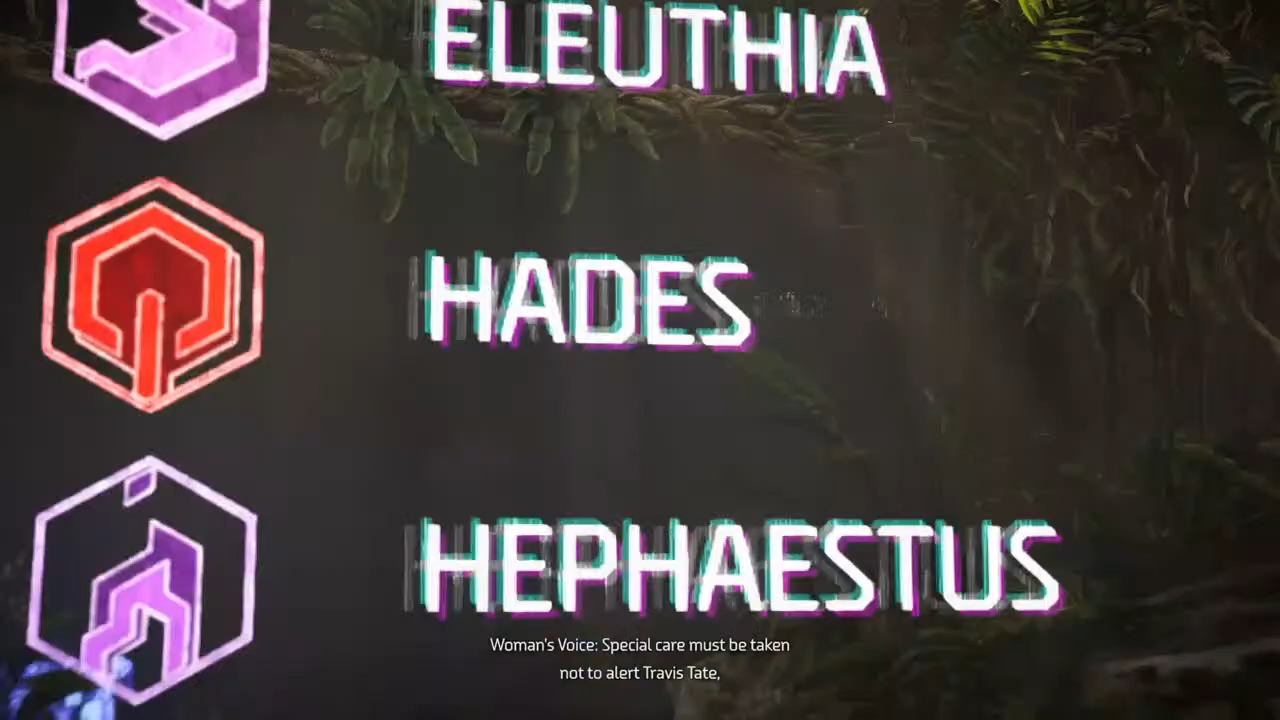 ELEUTHIA
HADES
HEPHAESTUS
Woman's Voice: Special care must be taken
not to alert Travis Tate,